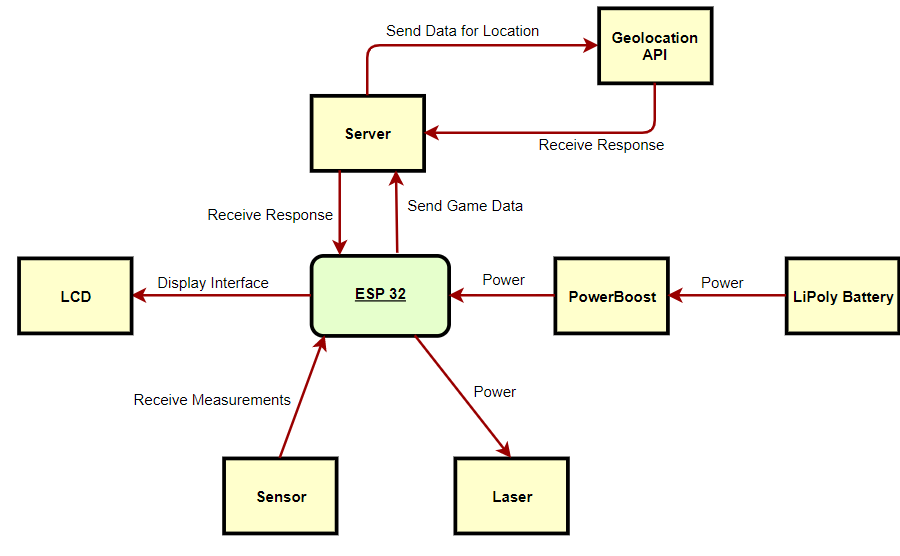 Send Data for Location
Geolocation
API
Server
Receive Response
Receive Response
Send Game Data
LCD
Display Interface
ESP 32
Power
PowerBoost
Power
LiPoly Battery
Receive Measurements
Power
Sensor
Laser